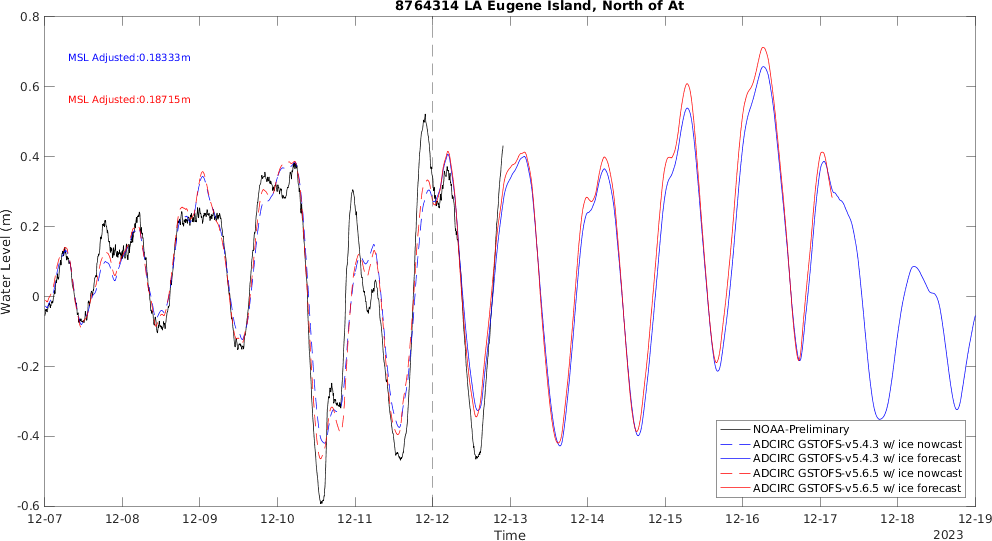 8764314 LA Eugene Island, North of At
MSL Adjusted:0.18333m
MSL Adjusted:0.18715m
Water Level (m)
0.8
0.6
0.4
0.2
0
-0.2
-0.4
-0.6
NOAA-Preliminary
ADCIRC GSTOFS-v5.4.3 w/ ice nowcast
ADCIRC GSTOFS-v5.4.3 w/ ice forecast
ADCIRC GSTOFS-v5.6.5 w/ ice nowcast
ADCIRC GSTOFS-v5.6.5 w/ ice forecast
12-07 12-08 12-09 12-10 12-11 12-12 12-13 12-14 12-15 12-16 12-17 12-18 12-19
Time
2023